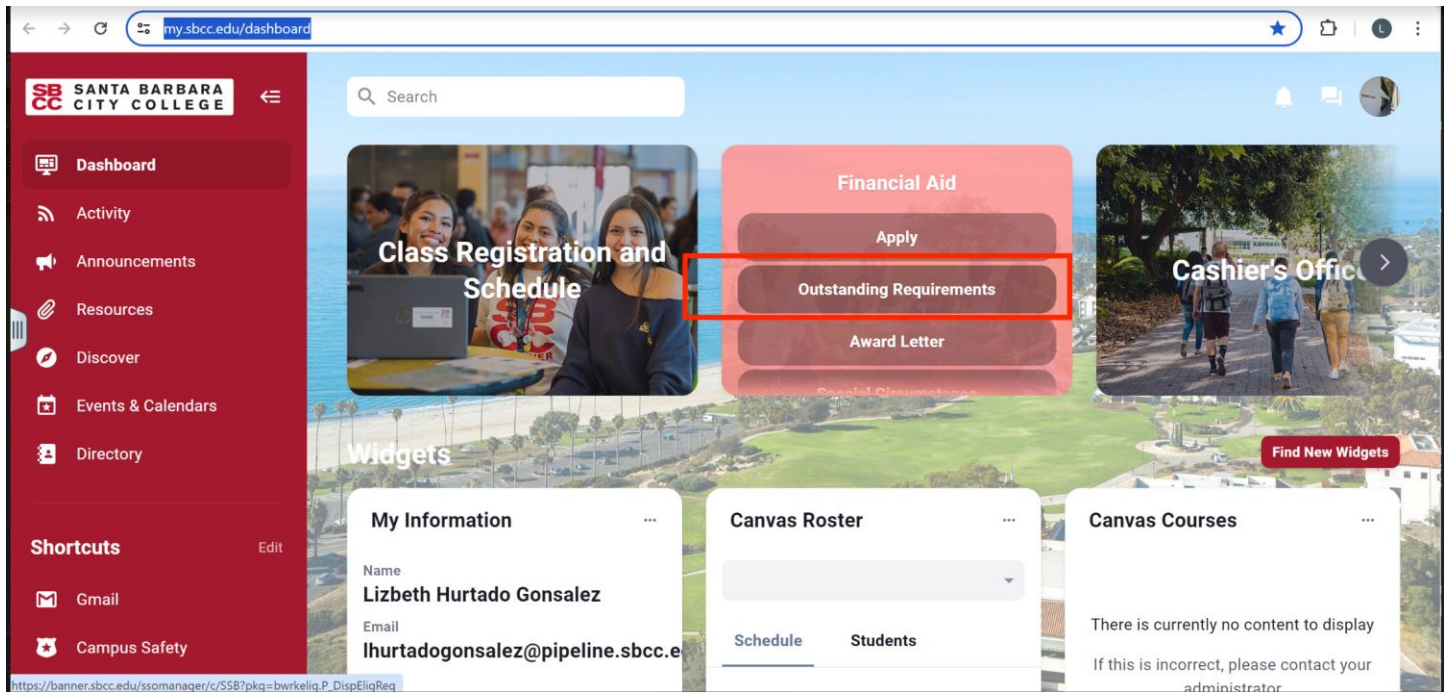 my.sbcc.edu/dashboard
L
SB
CC
SANTA BARBARA
CITY COLLEGE
Search
Dashboard
Activity
Announcements
Resources
Discover
Events & Calendars
Directory
Shortcuts
Edit
Gmail
Campus Safety
Class Registration and
Schedule
Financial Aid
Apply
Outstanding Requirements
Award Letter
Special Circumstance
Cashier's Offic
Widgets
Find New Widgets
My Information
Name
Lizbeth Hurtado Gonsalez
Email
lhurtadogonsalez@pipeline.sbcc.e
Canvas Roster
Schedule
Students
Canvas Courses
There is currently no content to display
If this is incorrect, please contact your
administrator
https://banner.sbcc.edu/ssomanager/c/SSB?pkg=bwrkelig.P_DispEligReq